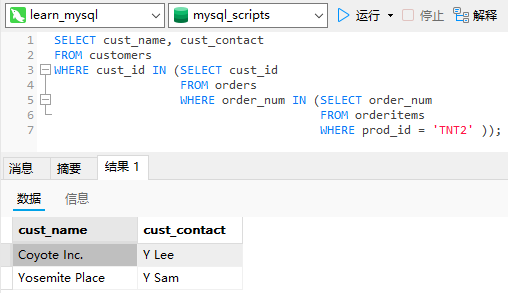 learn_mysql mysql_scripts 运行 停止 解释
1 SELECT cust_name, cust_contact
2 FROM customers
3 WHERE cust_id IN (SELECT cust_id
4 FROM orders
5 WHERE order_num IN (SELECT order_num
6 FROM orderitems
7 WHERE prod_id = 'TNT2' ));
消息 摘要 结果 1
数据 信息
cust_name cust_contact
Coyote Inc. Y Lee
Yosemite Place Y Sam